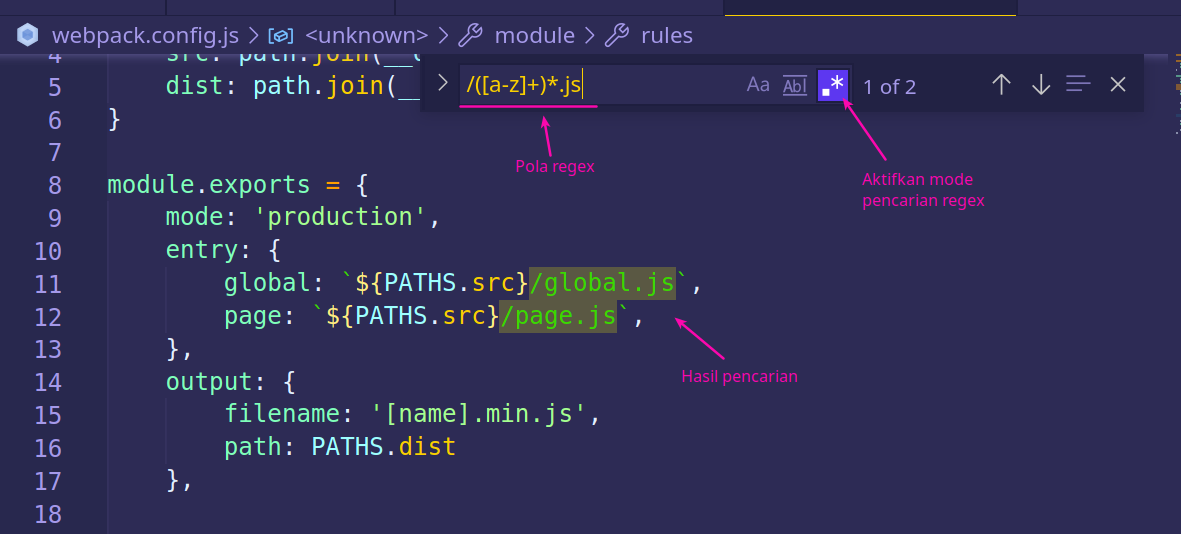 webpack.config.js > <unknown> > module > rules
4 src: path.join(__
/([a-z]+)*.js Aa Abl .* 1 of 2
5 dist: path.join(__
6 }
7
Pola regex
Aktifkan mode
pencarian regex
8 module.exports = {
9 mode: 'production',
10 entry: {
11 global: `${PATHS.src}/global.js`,
12 page: `${PATHS.src}/page.js`,
13 },
Hasil pencarian
14 output: {
15 filename: '[name].min.js',
16 path: PATHS.dist
17 },
18